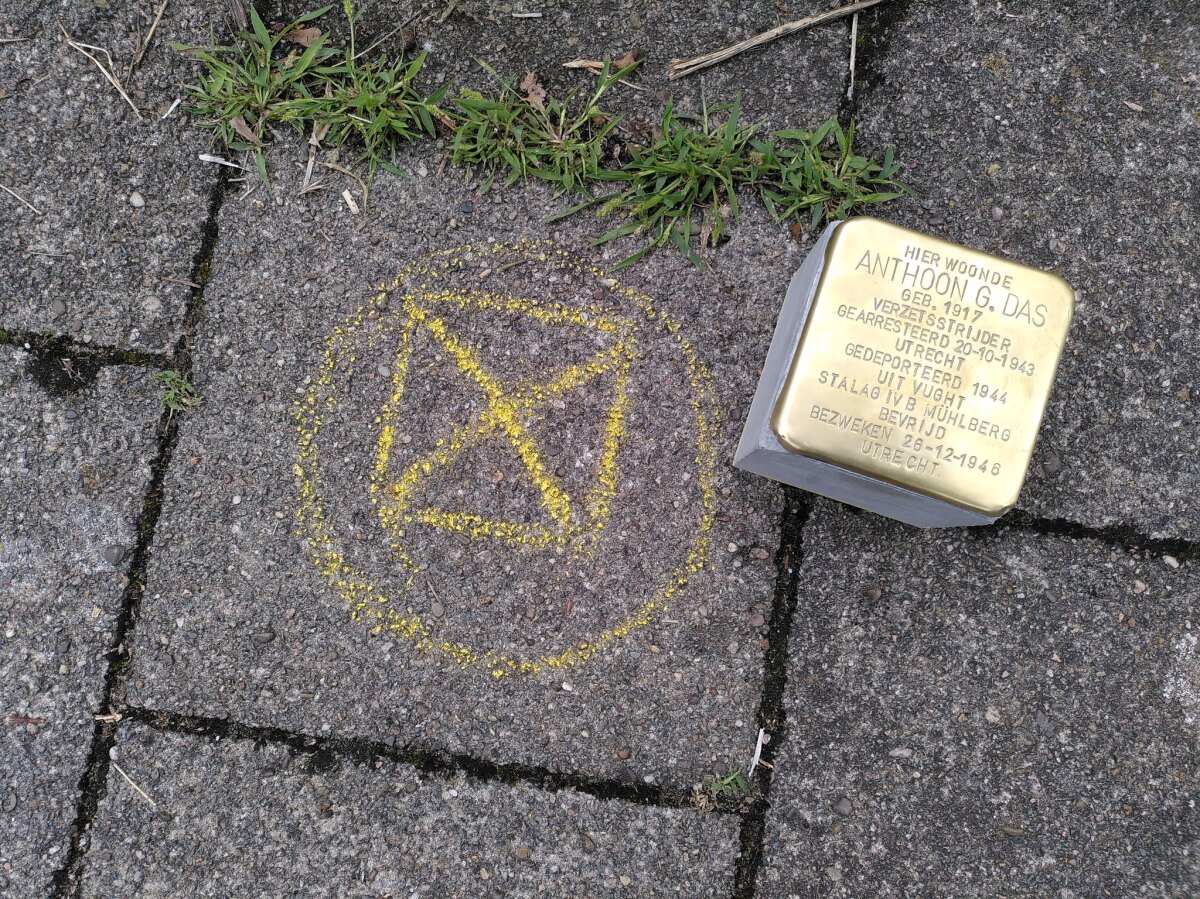 HIER WOONDE
ANTHOON G. DAS
GEB. 1917
VERZETSSTRIJDER
GEARRESTEERD 20-10-1943
UTRECHT
GEDEPORTEERD 1944
UIT VUGHT
STALAG IV B MÜHLBERG
BEVRIJD
BEZWEKEN 26-12-1946
UTRECHT